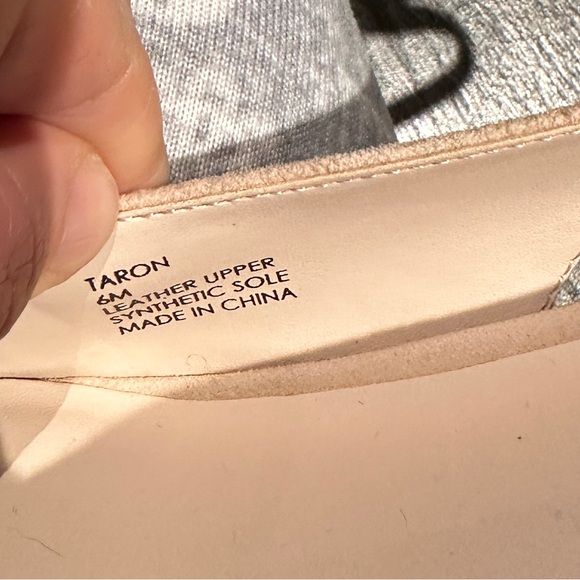 TARON
6M
LEATHER UPPER
SYNTHETIC SOLE
MADE IN CHINA